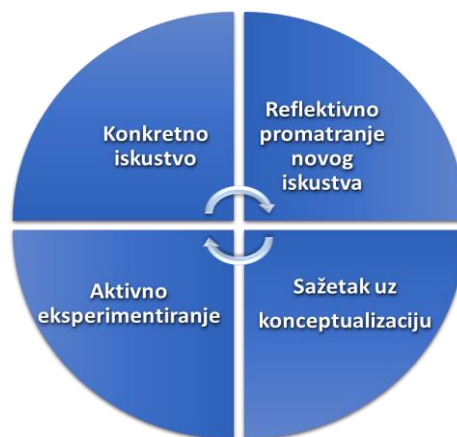 Konkretno
iskustvo
Reflektivno
promatranje
novog
iskustva
Aktivno
eksperimentiranje
Sažetak uz
konceptualizaciju